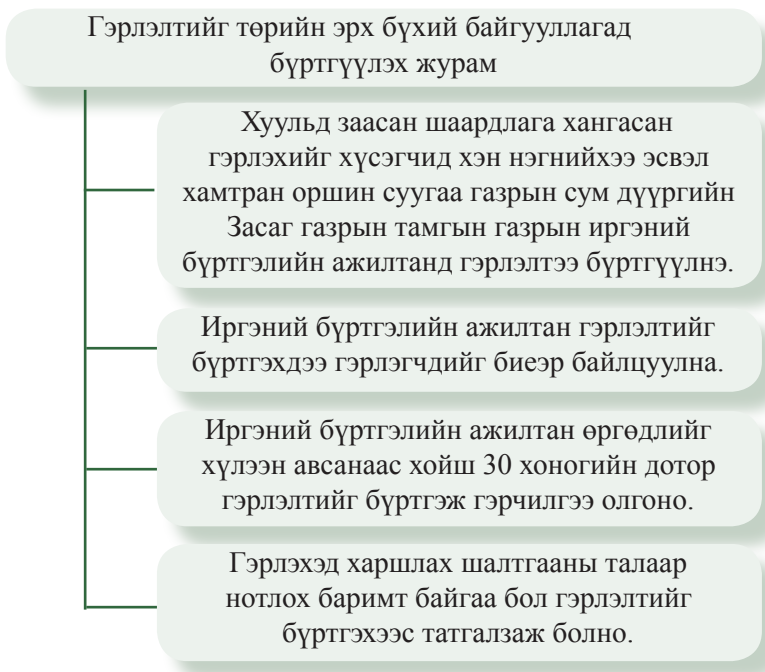 Гэрлэлтийг төрийн эрх бүхий байгууллагад
бүртгүүлэх журам
Хуульд заасан шаардлага хангасан
гэрлэхийг хүсэгчид хэн нэгнийхээ эсвэл
хамтран оршин суугаа газрын сум дүүргийн
Засаг газрын тамгын газрын иргэний
бүртгэлийн ажилтанд гэрлэлтээ бүртгүүлнэ.
Иргэний бүртгэлийн ажилтан гэрлэлтийг
бүртгэхдээ гэрлэгчдийг биеэр байлцуулна.
Иргэний бүртгэлийн ажилтан өргөдлийг
хүлээн авсанаас хойш 30 хоногийн дотор
гэрлэлтийг бүртгэж гэрчилгээ олгоно.
Гэрлэхэд харшлах шалтгааны талаар
нотлох баримт байгаа бол гэрлэлтийг
бүртгэхээс татгалзаж болно.